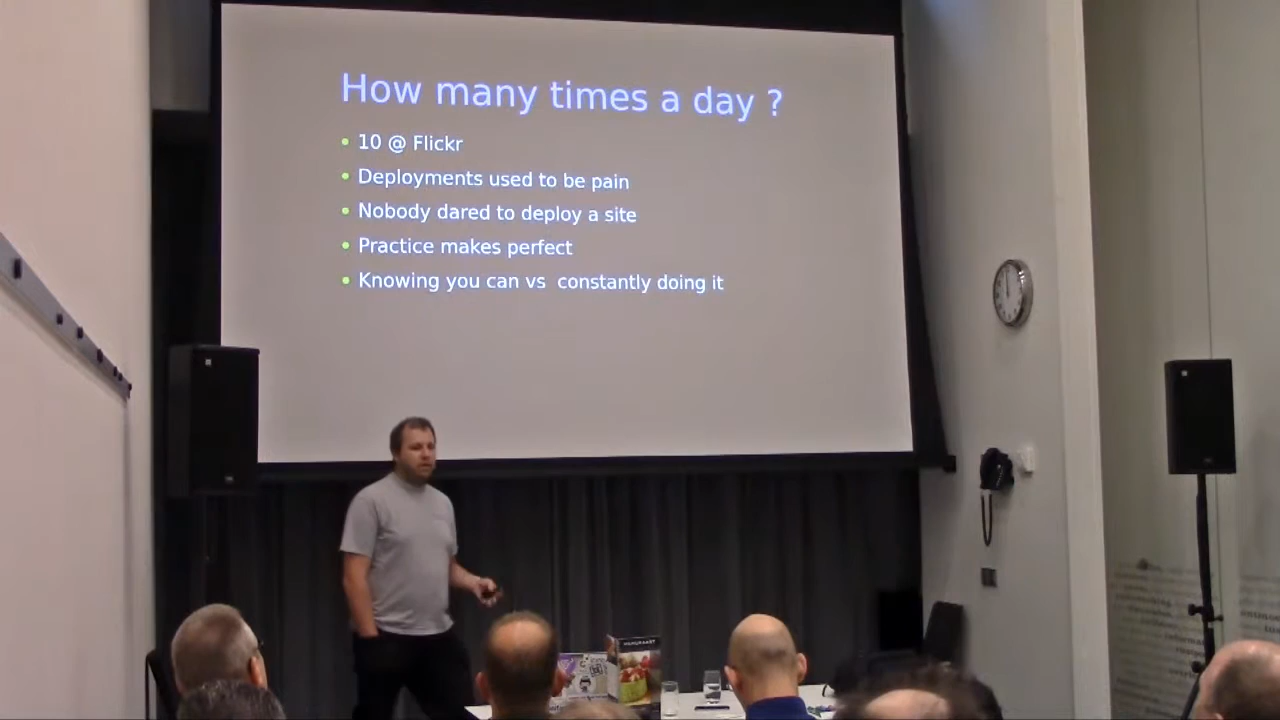 How many times a day ?
10 @ Flickr
Deployments used to be pain
Nobody dared to deploy a site
Practice makes perfect
Knowing you can vs constantly doing it